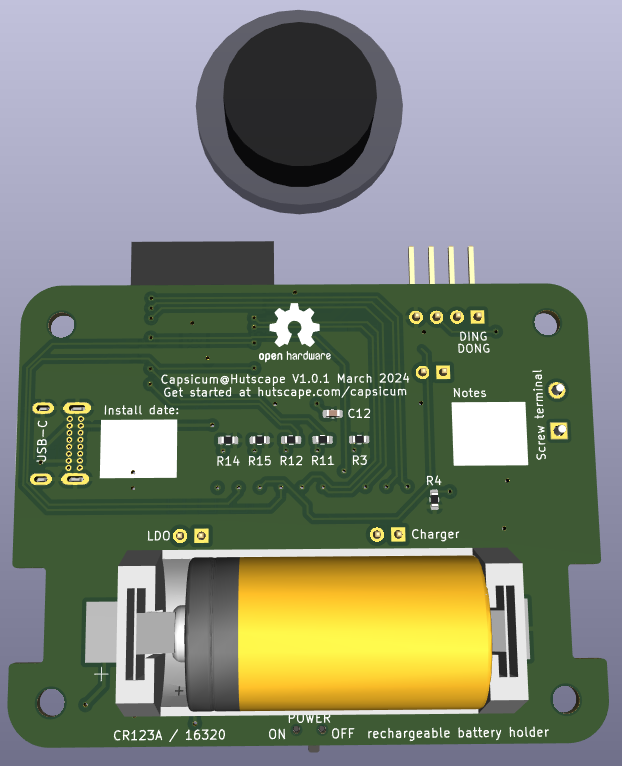 DING
DONG
open hardware
Capsicum@Hutscape V1.0.1 March 2024
Get started at hutscape.com/capsicum
Notes
Install date:
C12
USB-C
Screw terminal
R14 R15 R12 R11 R3
R4
LDO
Charger
+
+
POWER
CR123A / 16320 ON OFF rechargeable battery holder